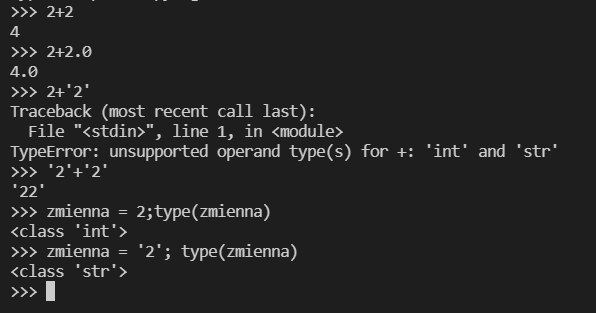 >>> 2+2
4
>>> 2+2.0
4.0
>>> 2+'2'
Traceback (most recent call last):
  File "<stdin>", line 1, in <module>
TypeError: unsupported operand type(s) for +: 'int' and 'str'
>>> '2'+'2'
'22'
>>> zmienna = 2;type(zmienna)
<class 'int'>
>>> zmienna = '2'; type(zmienna)
<class 'str'>
>>>